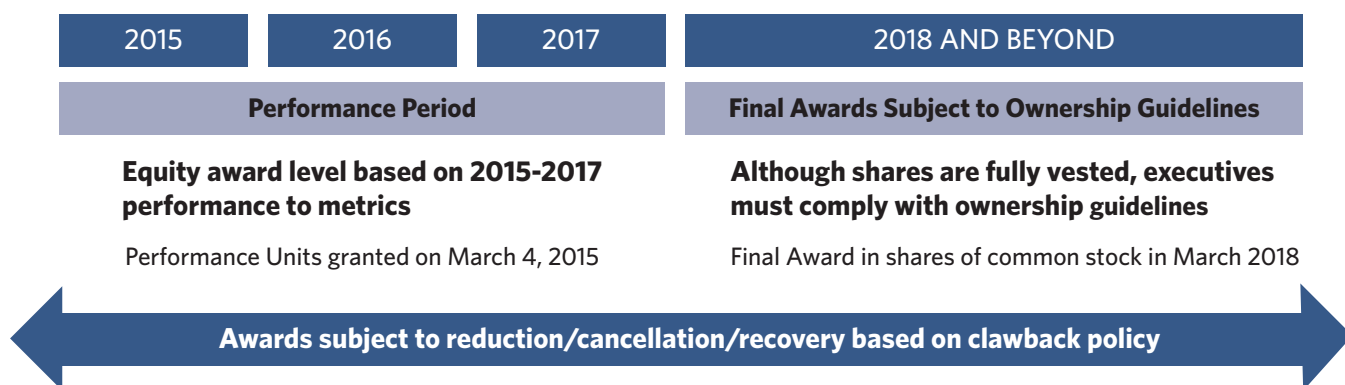 2015
2016
2017
2018 AND BEYOND
Performance Period
Final Awards Subject to Ownership Guidelines
Equity award level based on 2015-2017
performance to metrics
Performance Units granted on March 4, 2015
Although shares are fully vested, executives
must comply with ownership guidelines
Final Award in shares of common stock in March 2018
Awards subject to reduction/cancellation/recovery based on clawback policy